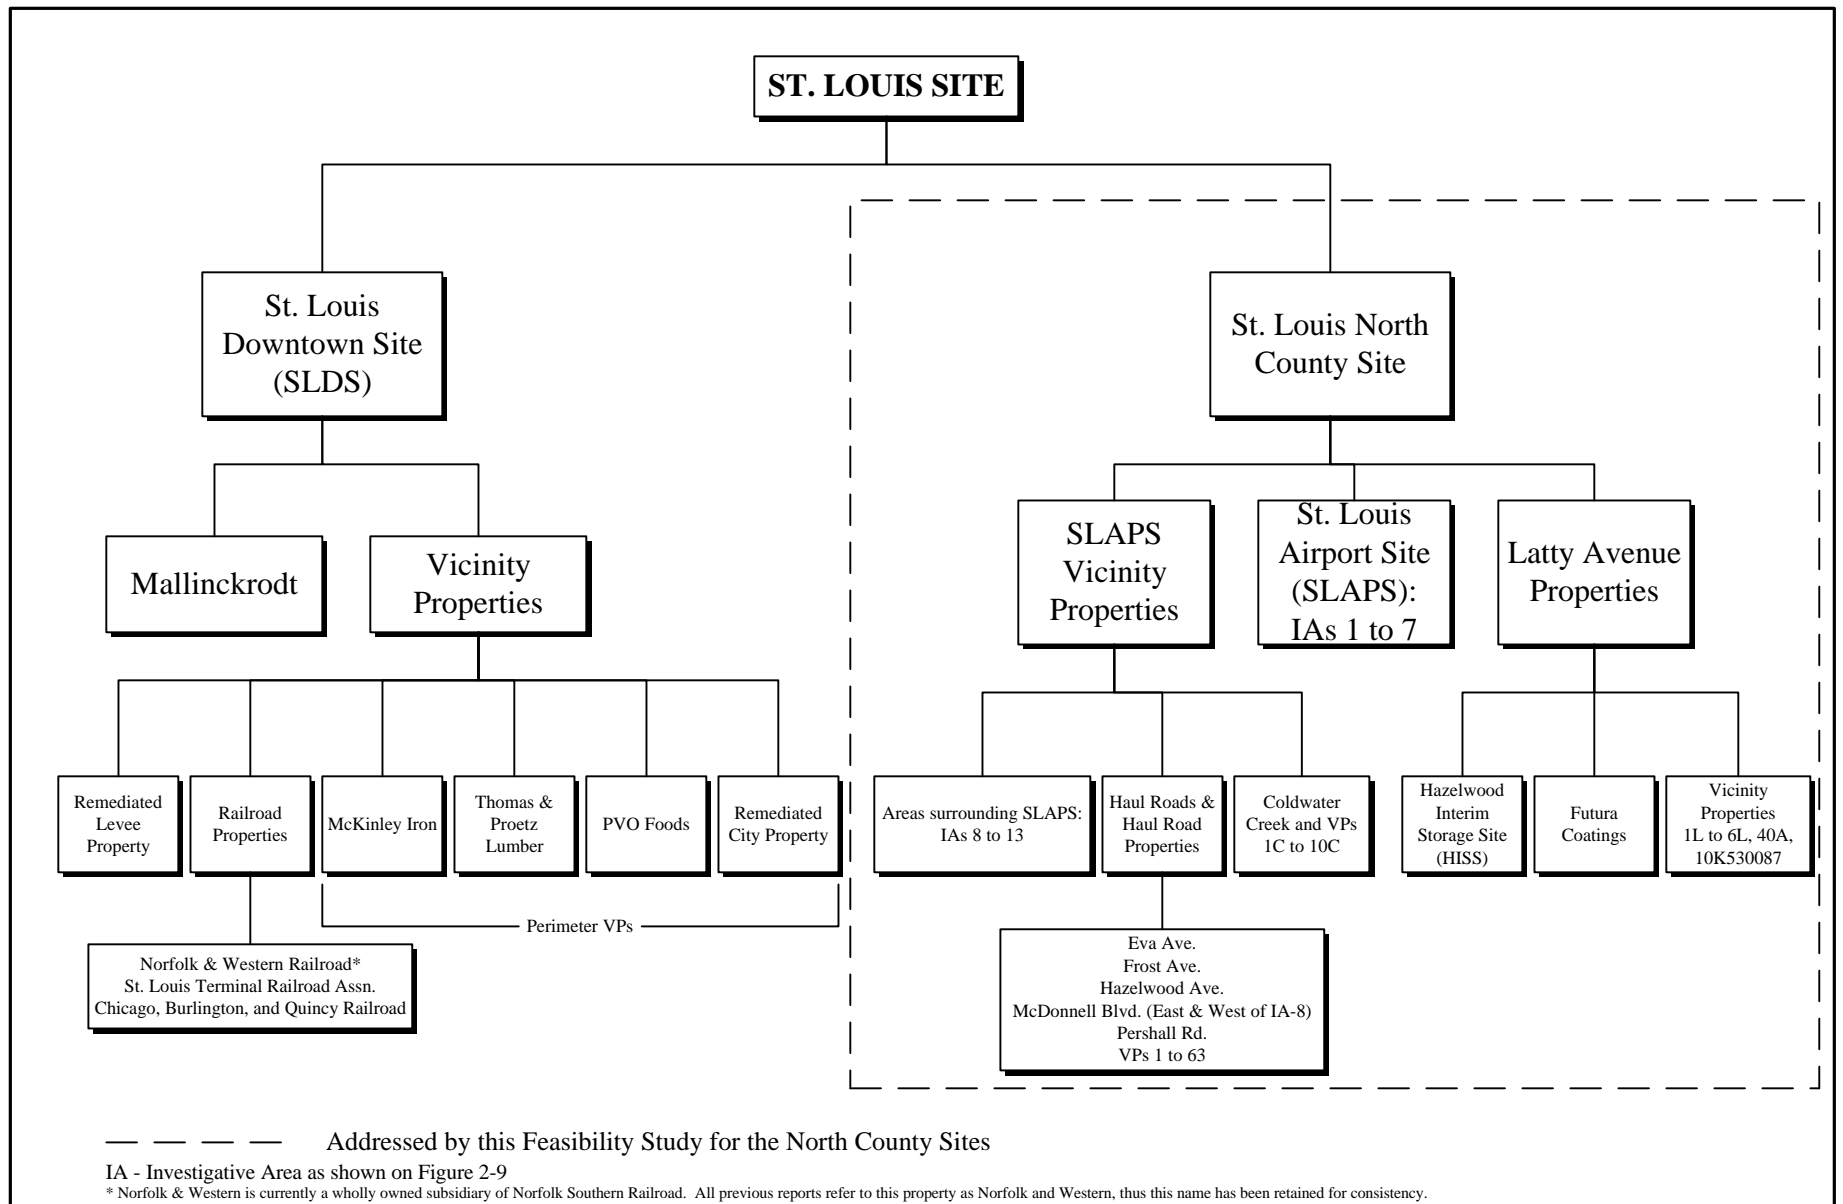 ST. LOUIS SITE
St. Louis
Downtown Site
(SLDS)
St. Louis North
County Site
Mallinckrodt
Vicinity
Properties
SLAPS
Vicinity
Properties
St. Louis
Airport Site
(SLAPS):
IAs 1 to 7
Latty Avenue
Properties
Remediated
Levee
Property
Railroad
Properties
McKinley Iron
Thomas &
Proetz
Lumber
PVO Foods
Remediated
City Property
Areas surrounding SLAPS:
IAs 8 to 13
Haul Roads &
Haul Road
Properties
Coldwater
Creek and VPs
1C to 10C
Hazelwood
Interim
Storage Site
(HISS)
Futura
Coatings
Vicinity
Properties
1L to 6L, 40A,
10K530087
Perimeter VPs
Norfolk & Western Railroad*
St. Louis Terminal Railroad Assn.
Chicago, Burlington, and Quincy Railroad
Eva Ave.
Frost Ave.
Hazelwood Ave.
McDonnell Blvd. (East & West of IA-8)
Pershall Rd.
VPs 1 to 63
Addressed by this Feasibility Study for the North County Sites
IA - Investigative Area as shown on Figure 2-9
* Norfolk & Western is currently a wholly owned subsidiary of Norfolk Southern Railroad. All previous reports refer to this property as Norfolk and Western, thus this name has been retained for consistency.